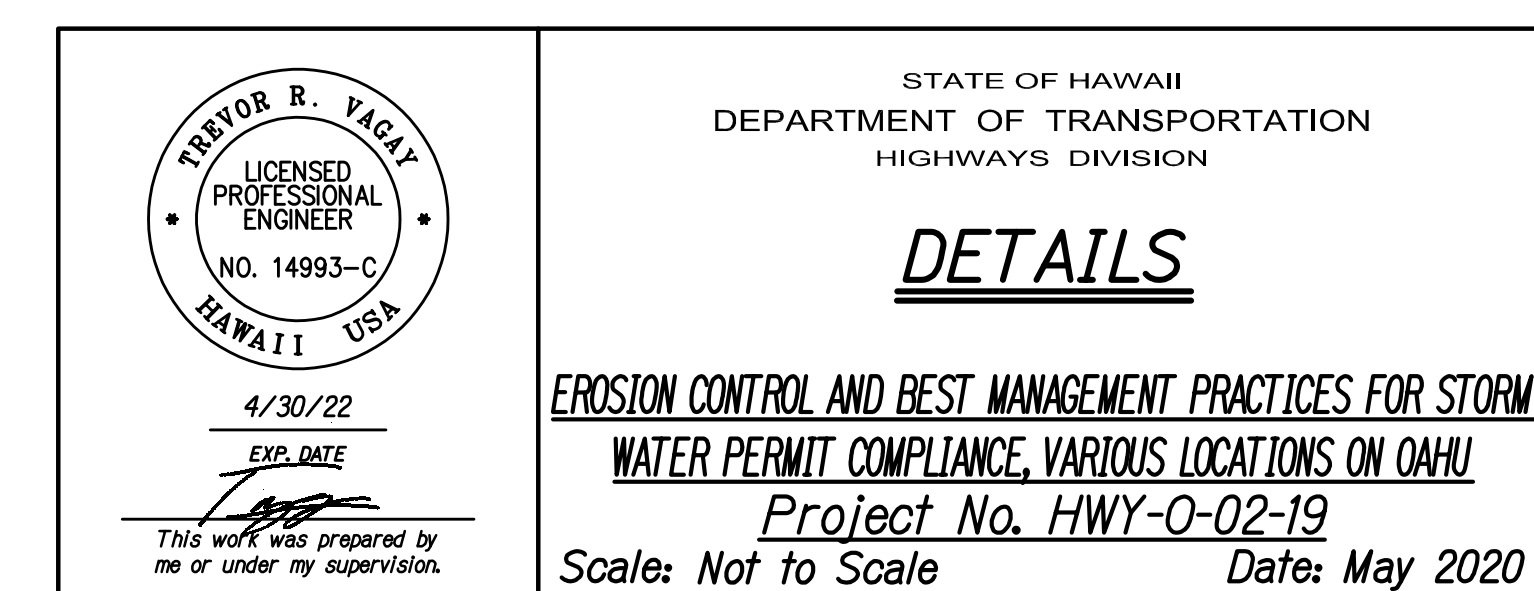 TREVOR R. VAGAY
LICENSED
PROFESSIONAL
ENGINEER
* *
NO. 14993-C
HAWAII USA
4/30/22
EXP. DATE
This work was prepared by
me or under my supervision.
STATE OF HAWAII
DEPARTMENT OF TRANSPORTATION
HIGHWAYS DIVISION
DETAILS
EROSION CONTROL AND BEST MANAGEMENT PRACTICES FOR STORM
WATER PERMIT COMPLIANCE, VARIOUS LOCATIONS ON OAHU
Project No. HWY-O-02-19
Scale: Not to Scale Date: May 2020